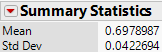 Summary Statistics
Mean 0.6978987
Std Dev 0.0422694